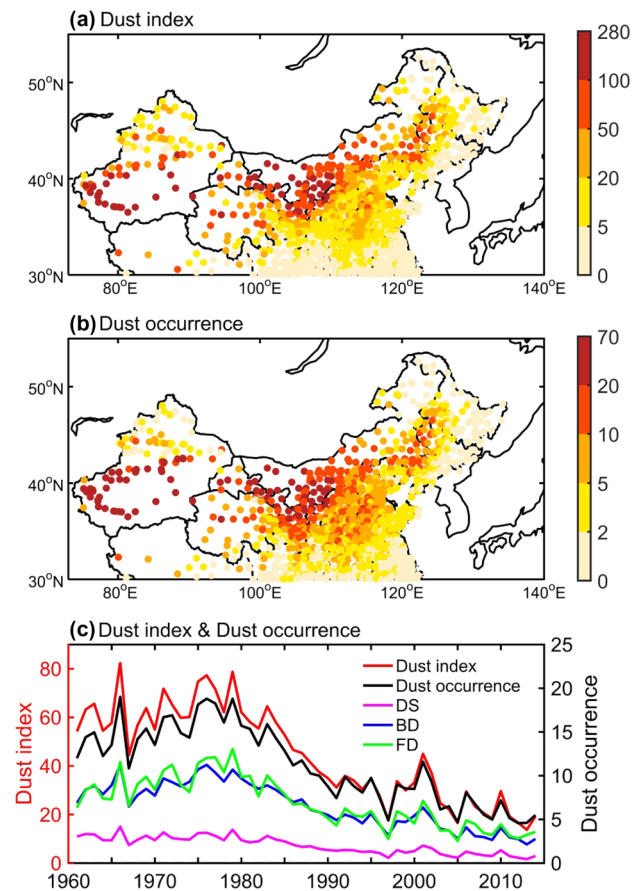 (a) Dust index
50°N
40°N
30°N
80°E 100°E 120°E 140°E
280
100
50
20
5
0
(b) Dust occurrence
50°N
40°N
30°N
80°E 100°E 120°E 140°E
70
20
10
5
2
0
(c) Dust index & Dust occurrence
Dust index
80
60
40
20
0
Dust index
Dust occurrence
DS
BD
FD
25
20
15
10
5
0
Dust occurrence
1960 1970 1980 1990 2000 2010